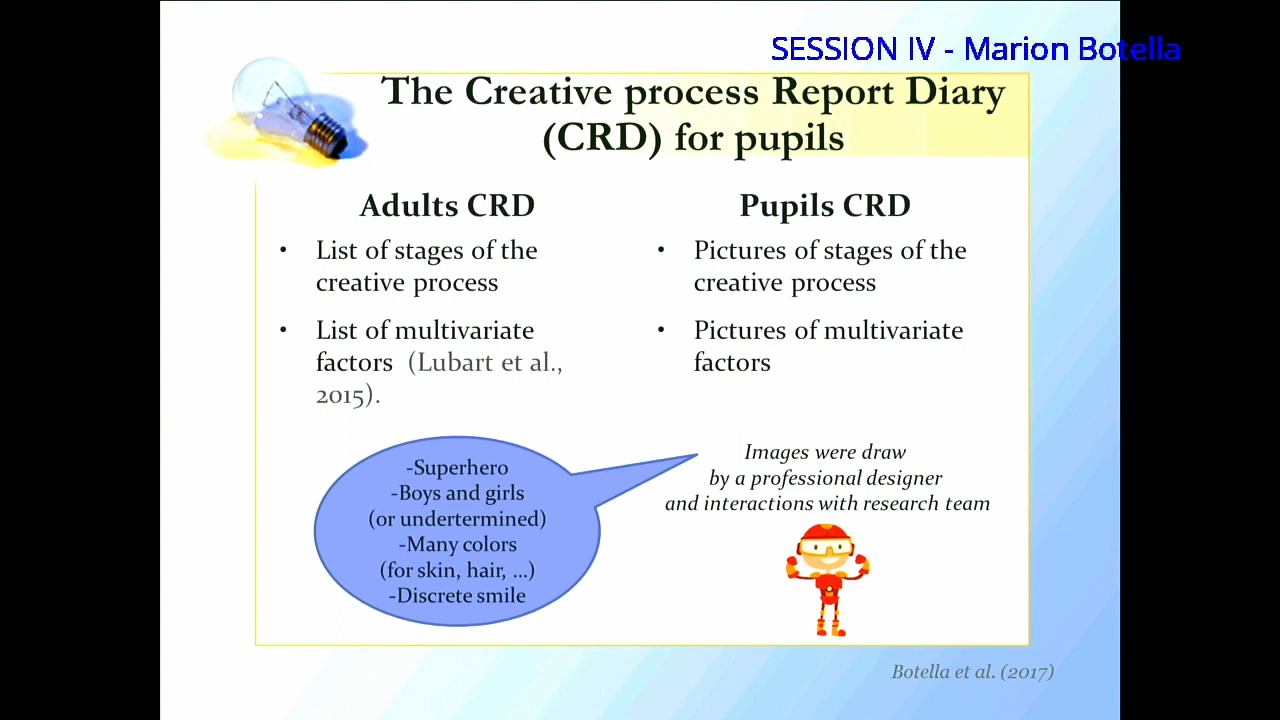 SESSION IV - Marion Botella
The Creative process Report Diary
(CRD) for pupils
Adults CRD
• List of stages of the
creative process
• List of multivariate
factors (Lubart et al.,
2015).
Pupils CRD
• Pictures of stages of the
creative process
• Pictures of multivariate
factors
-Superhero
-Boys and girls
(or undertermined)
-Many colors
(for skin, hair, ...)
-Discrete smile
Images were draw
by a professional designer
and interactions with research team
Botella et al. (2017)